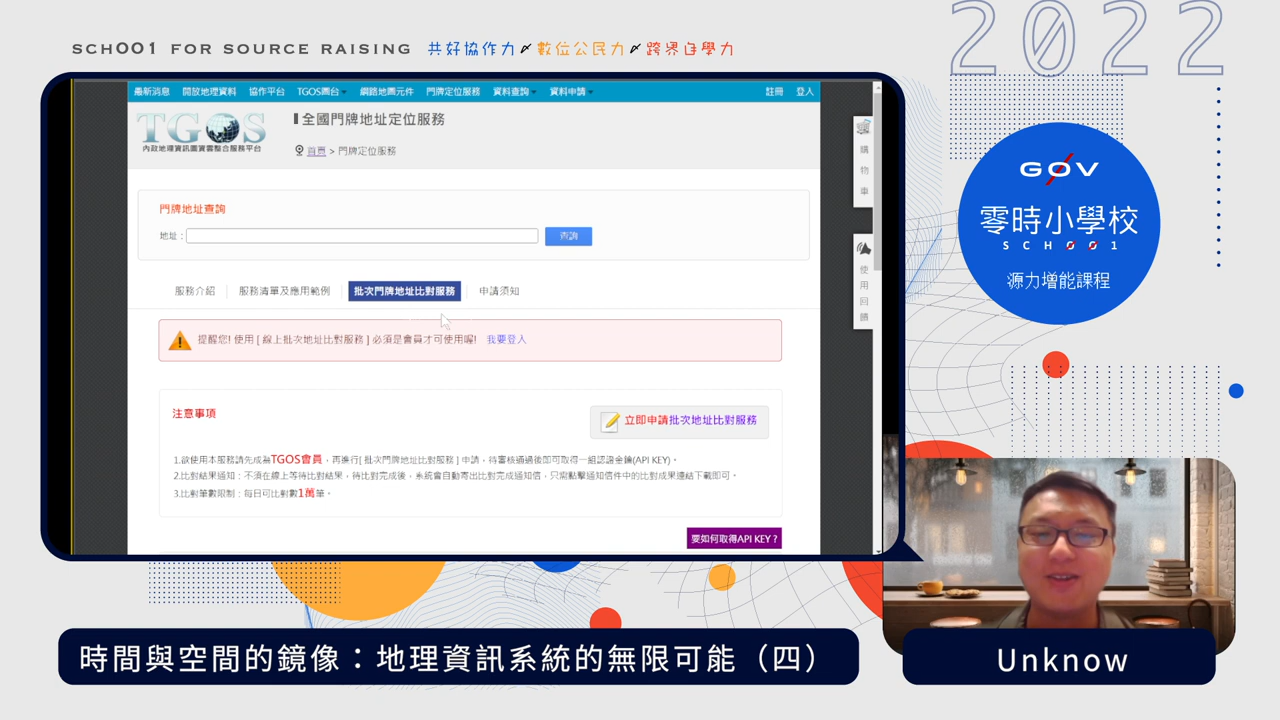 SCHOO1 FOR SOURCE RAISING 共好協作力 數位公民力 跨界自學力
2022
最新消息 開放地理資料 協作平台 TGOS圖台 網路地圖元件 門牌定位服務 資料查詢 資料申請 註冊 登入
TGOS
內政地理資訊圖資雲整合服務平台
全國門牌地址定位服務
首頁 > 門牌定位服務
購物車
門牌地址查詢
地址：
查詢
使用回饋
服務介紹 服務清單及應用範例 批次門牌地址比對服務 申請須知
提醒您! 使用 [ 線上批次地址比對服務 ] 必須是會員才可使用喔! 我要登入
注意事項
立即申請批次地址比對服務
1.欲使用本服務請先成為TGOS會員，再進行[ 批次門牌地址比對服務 ] 申請，待審核通過後即可取得一組認證金鑰(API KEY)。
2.比對結果通知：不須在線上等待比對結果，待比對完成後，系統會自動寄出比對完成通知信，只需點擊通知信件中的比對成果連結下載即可。
3.比對筆數限制：每日可比對數1萬筆。
要如何取得API KEY ?
G0V
零時小學校
SCH001
源力增能課程
時間與空間的鏡像：地理資訊系統的無限可能（四）
Unknow